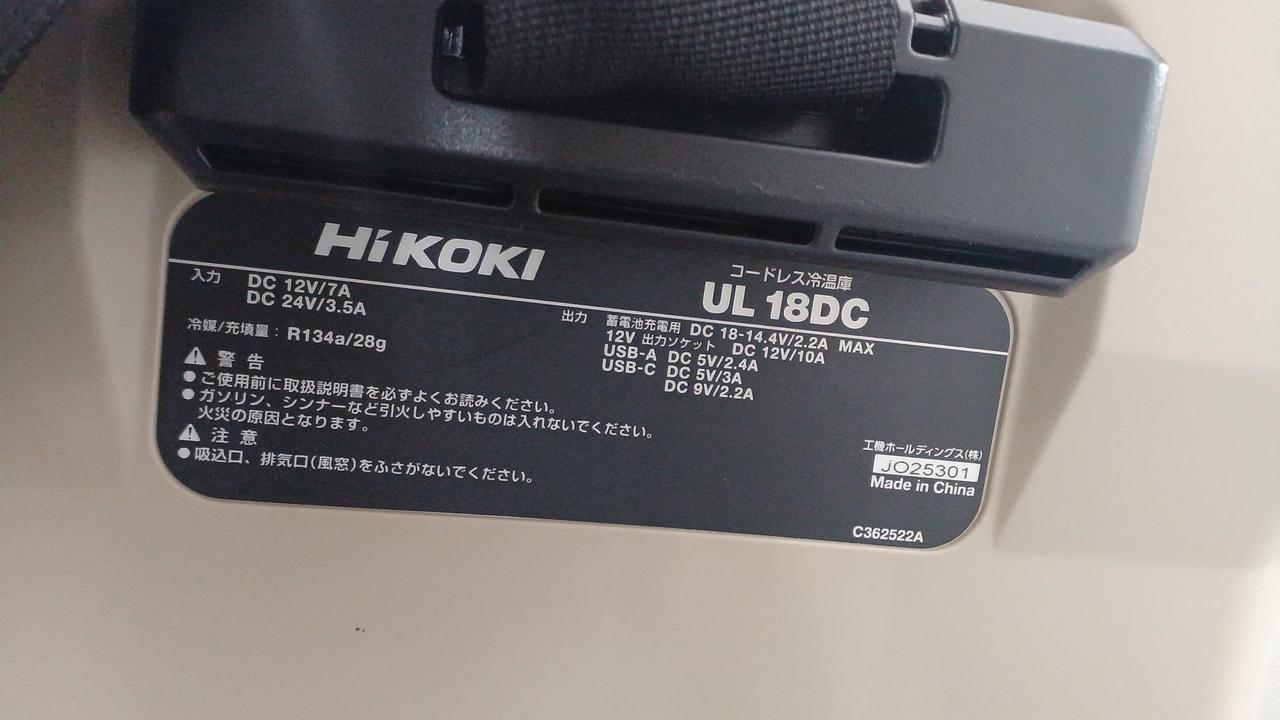 HiKOKI
コードレス冷温庫
UL 18DC
入力 DC 12V/7A
DC 24V/3.5A
冷媒/充填量: R134a/28g
出力 蓄電池充電用 DC 18-14.4V/2.2A MAX
12V 出力ソケット DC 12V/10A
USB-A DC 5V/2.4A
USB-C DC 5V/3A
DC 9V/2.2A
警告
●ご使用前に取扱説明書を必ずよくお読みください。
●ガソリン、シンナーなど引火しやすいものは入れないでください。
火災の原因となります。
注意
●吸込口、排気口(風窓)をふさがないでください。
工機ホールディングス(株)
JO25301
Made in China
C362522A